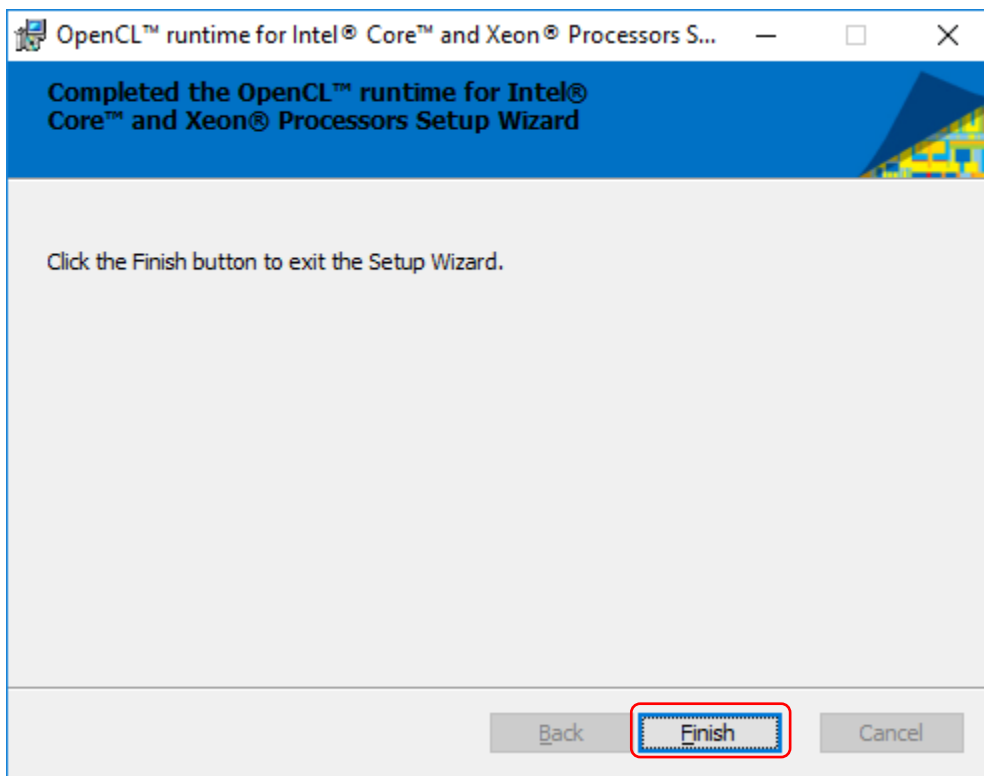 OpenCL™ runtime for Intel® Core™ and Xeon® Processors S...
Completed the OpenCL™ runtime for Intel®
Core™ and Xeon® Processors Setup Wizard
Click the Finish button to exit the Setup Wizard.
Back
Finish
Cancel